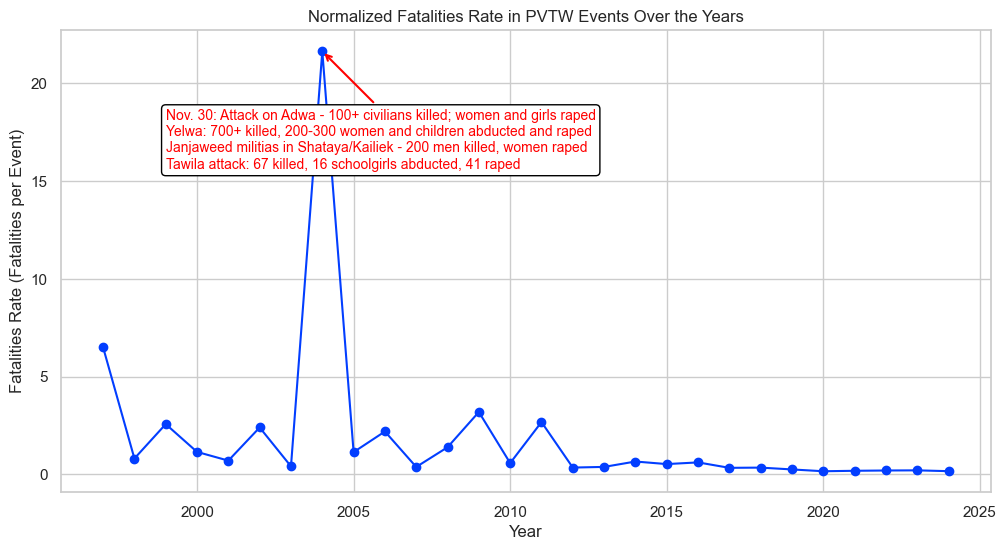 Normalized Fatalities Rate in PVTW Events Over the Years
Fatalities Rate (Fatalities per Event)
20
15
10
5
0
Nov. 30: Attack on Adwa - 100+ civilians killed; women and girls raped
Yelwa: 700+ killed, 200-300 women and children abducted and raped
Janjaweed militias in Shataya/Kailiek - 200 men killed, women raped
Tawila attack: 67 killed, 16 schoolgirls abducted, 41 raped
2000 2005 2010 2015 2020 2025
Year